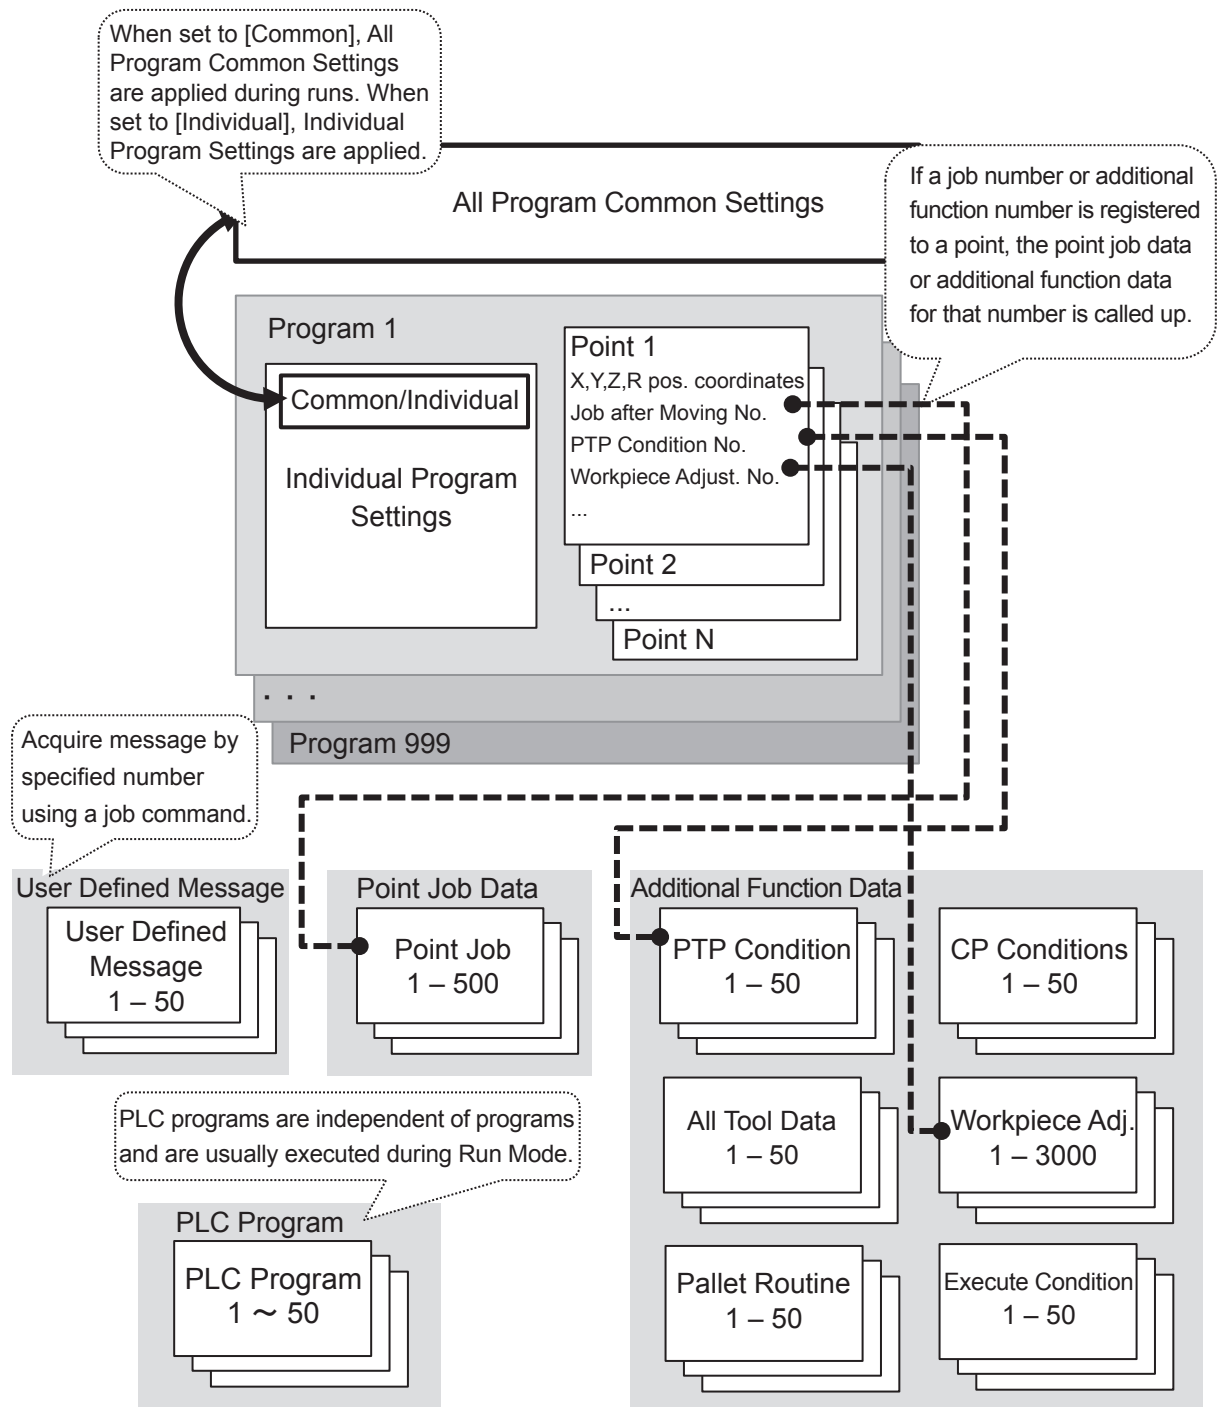 When set to [Common], All
Program Common Settings
are applied during runs. When
set to [Individual], Individual
Program Settings are applied.
All Program Common Settings
If a job number or additional
function number is registered
to a point, the point job data
or additional function data
for that number is called up.
Program 1
Common/Individual
Individual Program
Settings
Point 1
X,Y,Z,R pos. coordinates
Job after Moving No.
PTP Condition No.
Workpiece Adjust. No.
...
Point 2
...
Point N
. . .
Program 999
Acquire message by
specified number
using a job command.
User Defined Message
User Defined
Message
1 – 50
Point Job Data
Point Job
1 – 500
Additional Function Data
PTP Condition
1 – 50
CP Conditions
1 – 50
All Tool Data
1 – 50
Workpiece Adj.
1 – 3000
Pallet Routine
1 – 50
Execute Condition
1 – 50
PLC programs are independent of programs
and are usually executed during Run Mode.
PLC Program
PLC Program
1 ～ 50